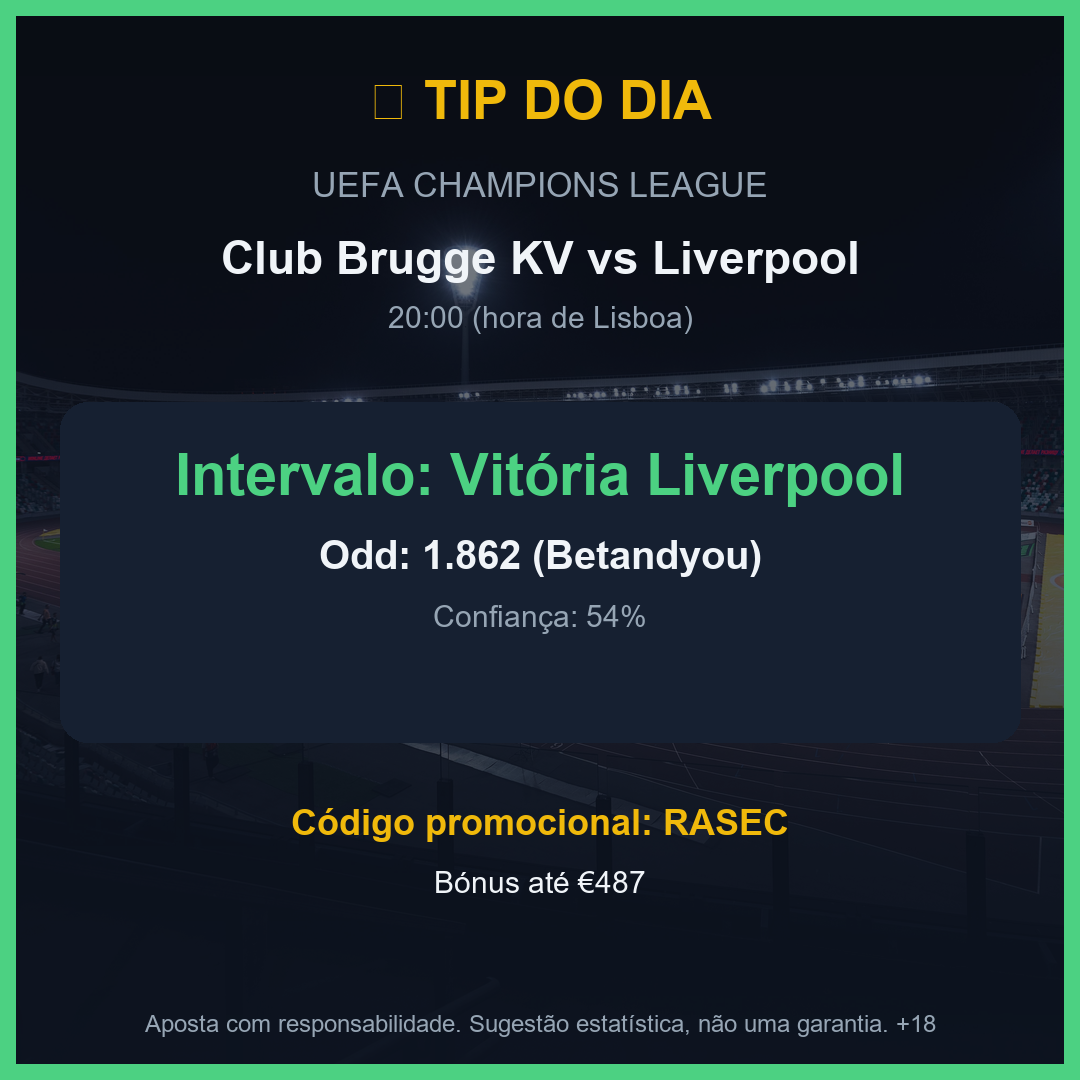 TIP DO DIA
UEFA CHAMPIONS LEAGUE
Club Brugge KV vs Liverpool
20:00 (hora de Lisboa)
Intervalo: Vitória Liverpool
Odd: 1.862 (Betandyou)
Confiança: 54%
Código promocional: RASEC
Bónus até €487
Aposta com responsabilidade. Sugestão estatística, não uma garantia. +18